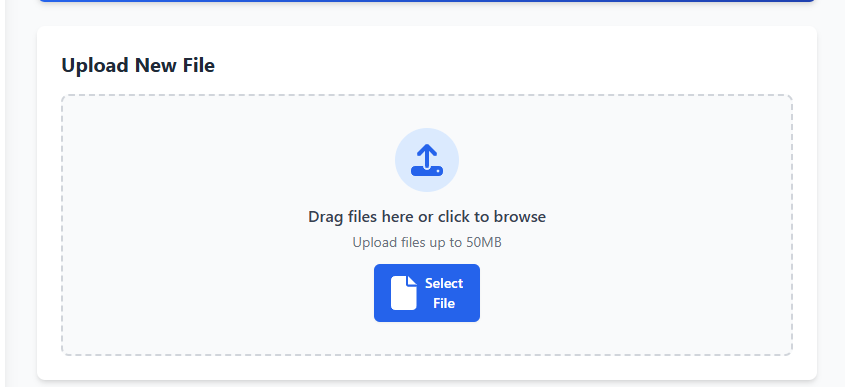 Upload New File
Drag files here or click to browse
Upload files up to 50MB
Select
File